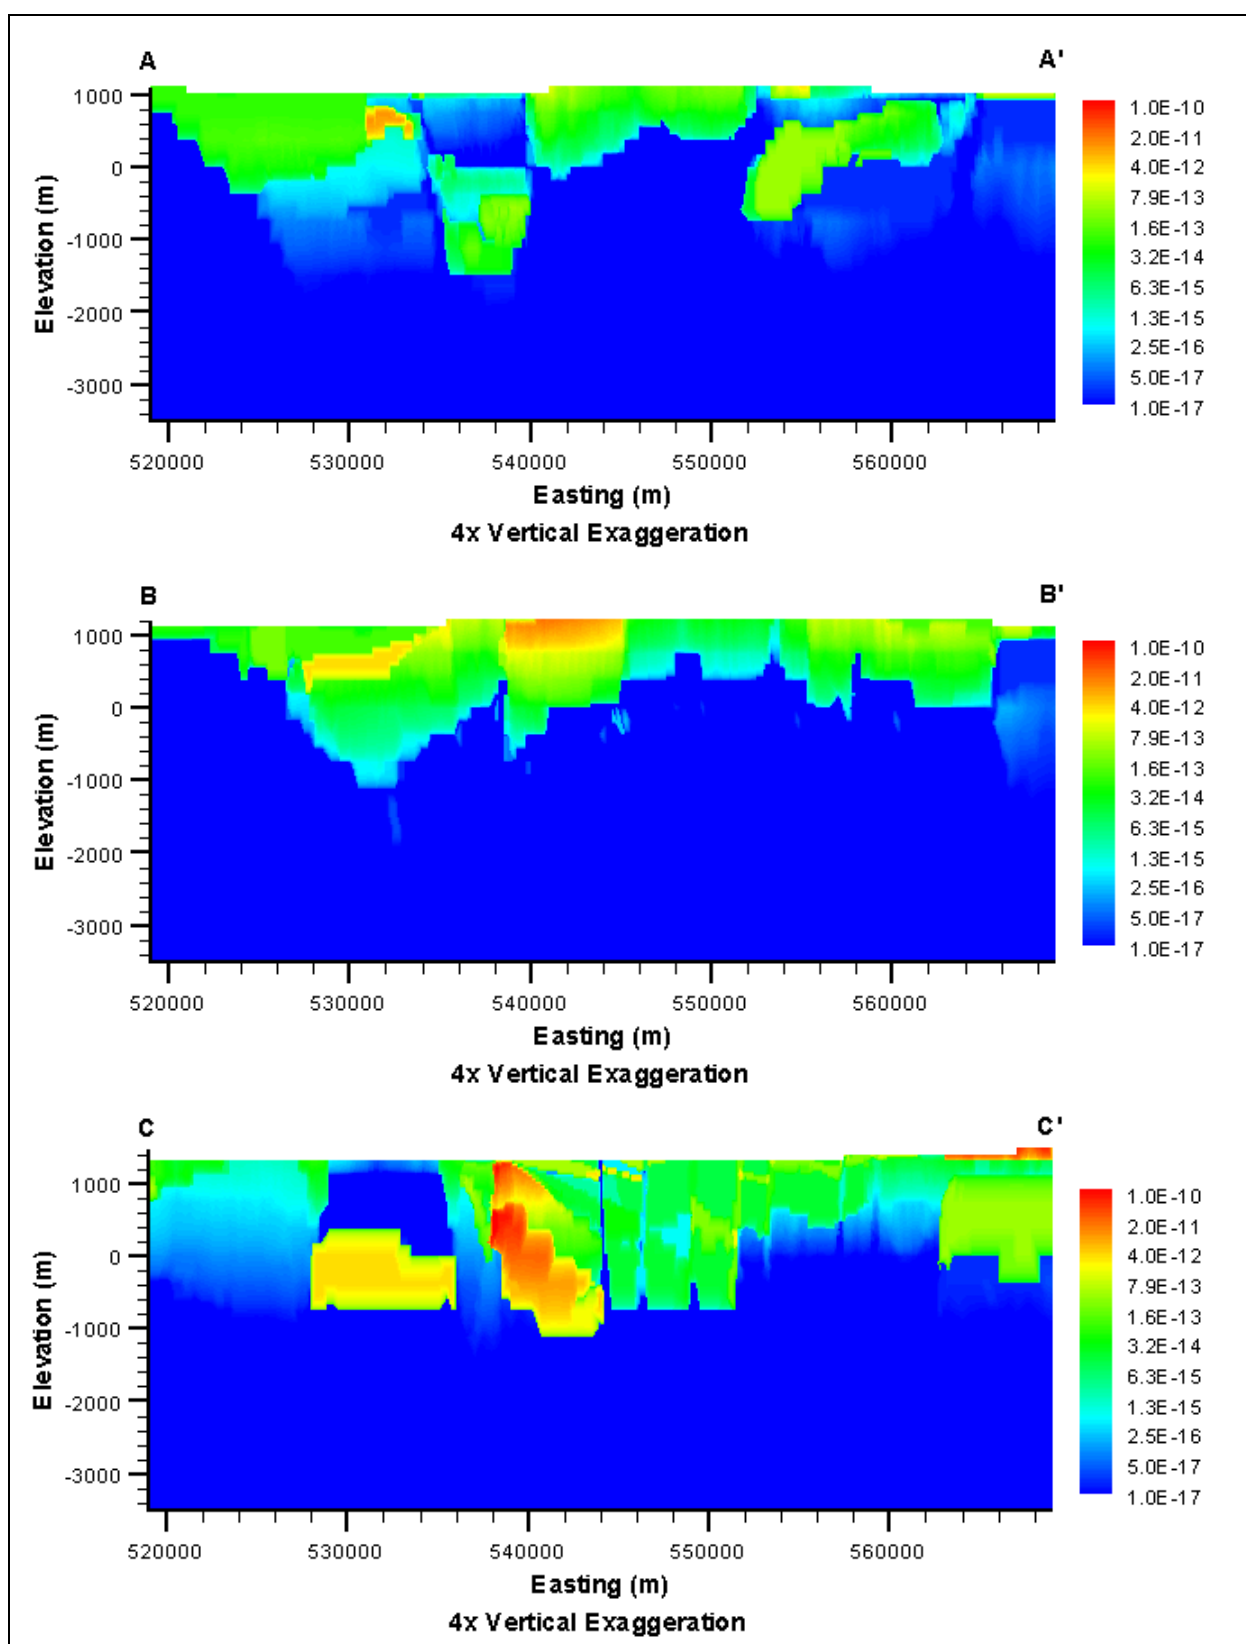 A A'
1000
0
-1000
-2000
-3000
Elevation (m)
520000 530000 540000 550000 560000
Easting (m)
4x Vertical Exaggeration
1.0E-10
2.0E-11
4.0E-12
7.9E-13
1.6E-13
3.2E-14
6.3E-15
1.3E-15
2.5E-16
5.0E-17
1.0E-17
B B'
1000
0
-1000
-2000
-3000
Elevation (m)
520000 530000 540000 550000 560000
Easting (m)
4x Vertical Exaggeration
1.0E-10
2.0E-11
4.0E-12
7.9E-13
1.6E-13
3.2E-14
6.3E-15
1.3E-15
2.5E-16
5.0E-17
1.0E-17
C C'
1000
0
-1000
-2000
-3000
Elevation (m)
520000 530000 540000 550000 560000
Easting (m)
4x Vertical Exaggeration
1.0E-10
2.0E-11
4.0E-12
7.9E-13
1.6E-13
3.2E-14
6.3E-15
1.3E-15
2.5E-16
5.0E-17
1.0E-17